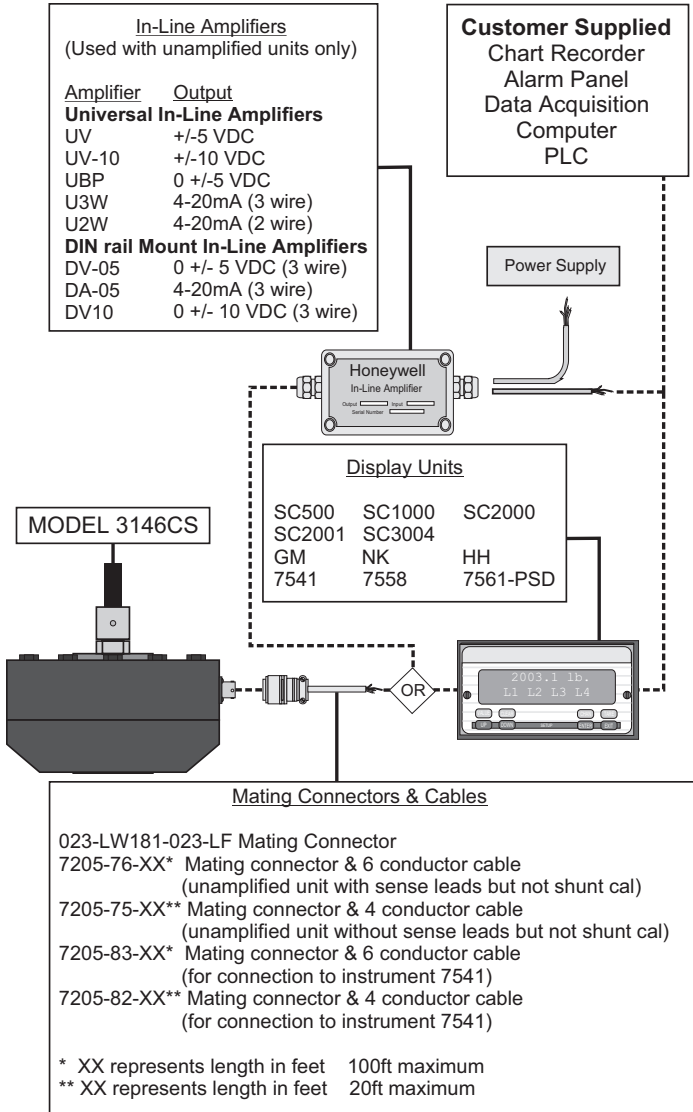 In-Line Amplifiers
(Used with unamplified units only)
Amplifier Output
Universal In-Line Amplifiers
UV +/-5 VDC
UV-10 +/-10 VDC
UBP 0 +/-5 VDC
U3W 4-20mA (3 wire)
U2W 4-20mA (2 wire)
DIN rail Mount In-Line Amplifiers
DV-05 0 +/- 5 VDC (3 wire)
DA-05 4-20mA (3 wire)
DV10 0 +/- 10 VDC (3 wire)
Customer Supplied
Chart Recorder
Alarm Panel
Data Acquisition
Computer
PLC
Power Supply
Honeywell
In-Line Amplifier
Output Input
Serial Number
Display Units
SC500 SC1000 SC2000
SC2001 SC3004
GM NK HH
7541 7558 7561-PSD
MODEL 3146CS
OR
2003.1 lb.
L1 L2 L3 L4
UP DOWN SETUP ENTER EXIT
Mating Connectors & Cables
023-LW181-023-LF Mating Connector
7205-76-XX* Mating connector & 6 conductor cable
(unamplified unit with sense leads but not shunt cal)
7205-75-XX** Mating connector & 4 conductor cable
(unamplified unit without sense leads but not shunt cal)
7205-83-XX* Mating connector & 6 conductor cable
(for connection to instrument 7541)
7205-82-XX** Mating connector & 4 conductor cable
(for connection to instrument 7541)
* XX represents length in feet 100ft maximum
** XX represents length in feet 20ft maximum